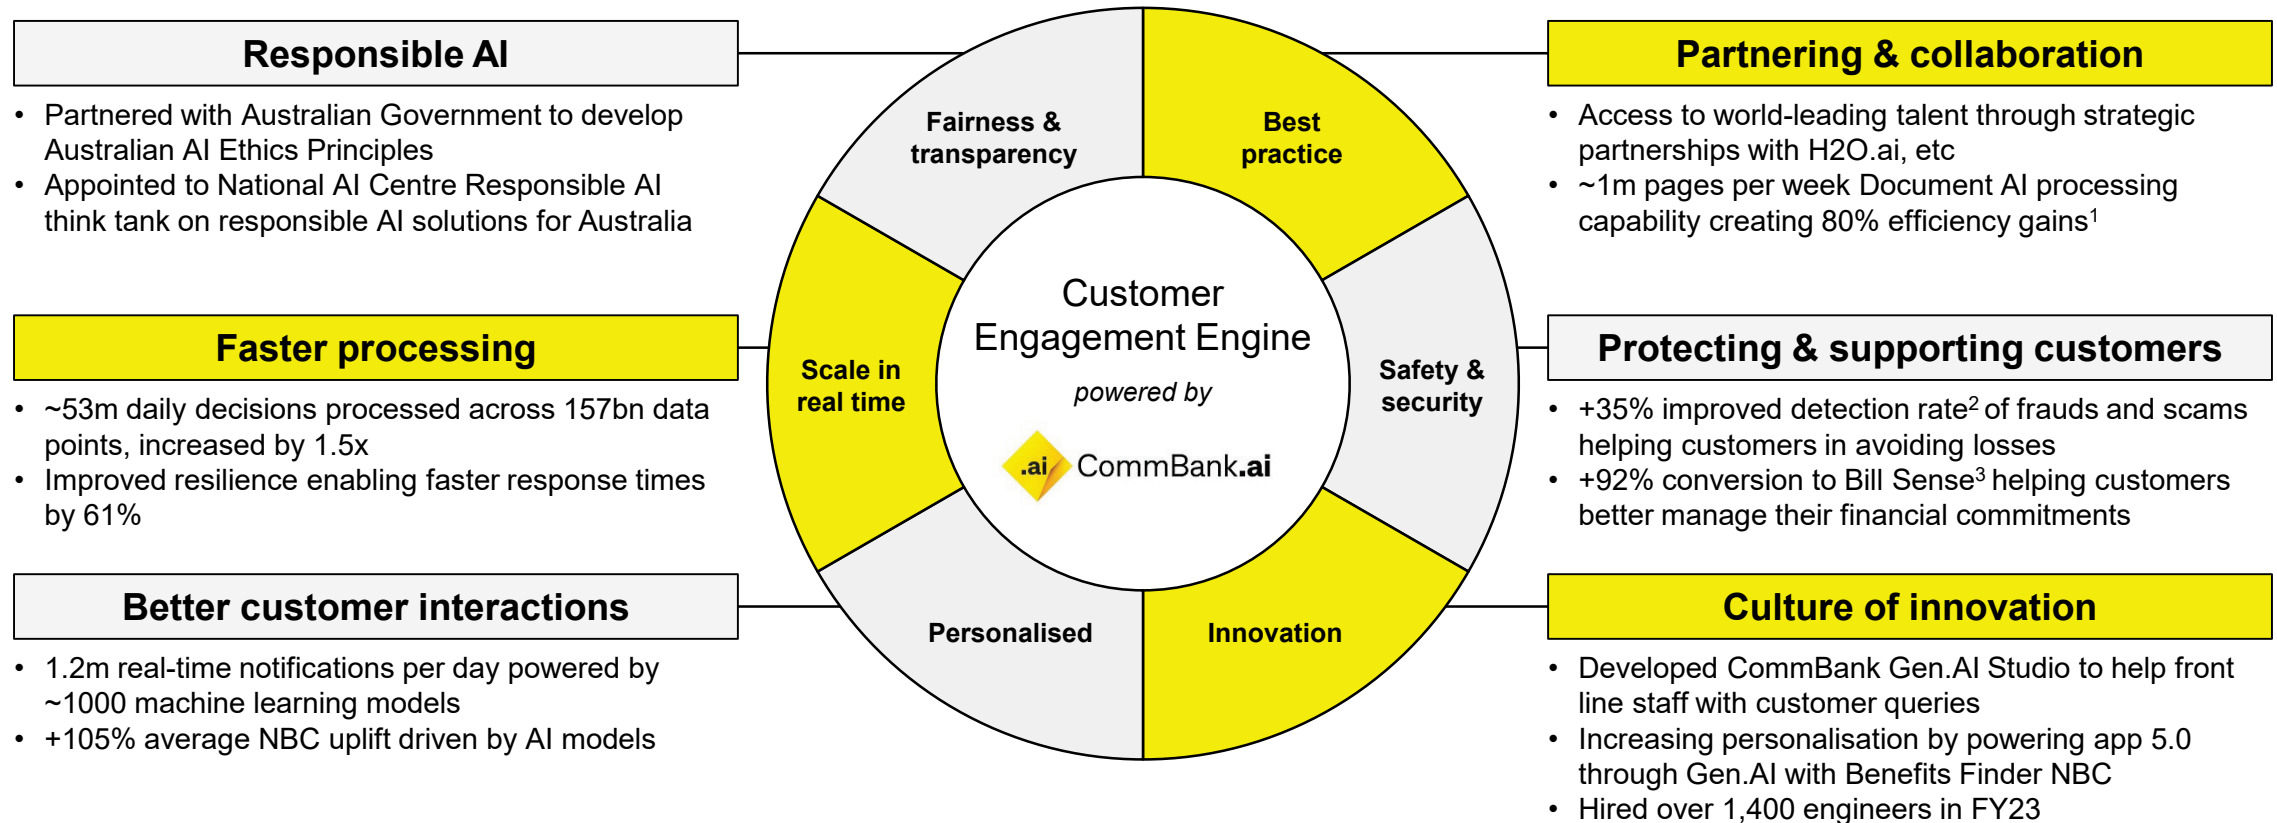 Responsible AI
• Partnered with Australian Government to develop
Australian AI Ethics Principles
• Appointed to National AI Centre Responsible AI
think tank on responsible AI solutions for Australia
Faster processing
• ~53m daily decisions processed across 157bn data
points, increased by 1.5x
• Improved resilience enabling faster response times
by 61%
Better customer interactions
• 1.2m real-time notifications per day powered by
~1000 machine learning models
• +105% average NBC uplift driven by AI models
Fairness &
transparency
Best
practice
Scale in
real time
Customer
Engagement Engine
powered by
.ai CommBank.ai
Safety &
security
Personalised
Innovation
Partnering & collaboration
• Access to world-leading talent through strategic
partnerships with H2O.ai, etc
• ~1m pages per week Document AI processing
capability creating 80% efficiency gains¹
Protecting & supporting customers
• +35% improved detection rate² of frauds and scams
helping customers in avoiding losses
• +92% conversion to Bill Sense³ helping customers
better manage their financial commitments
Culture of innovation
• Developed CommBank Gen.AI Studio to help front
line staff with customer queries
• Increasing personalisation by powering app 5.0
through Gen.AI with Benefits Finder NBC
• Hired over 1,400 engineers in FY23